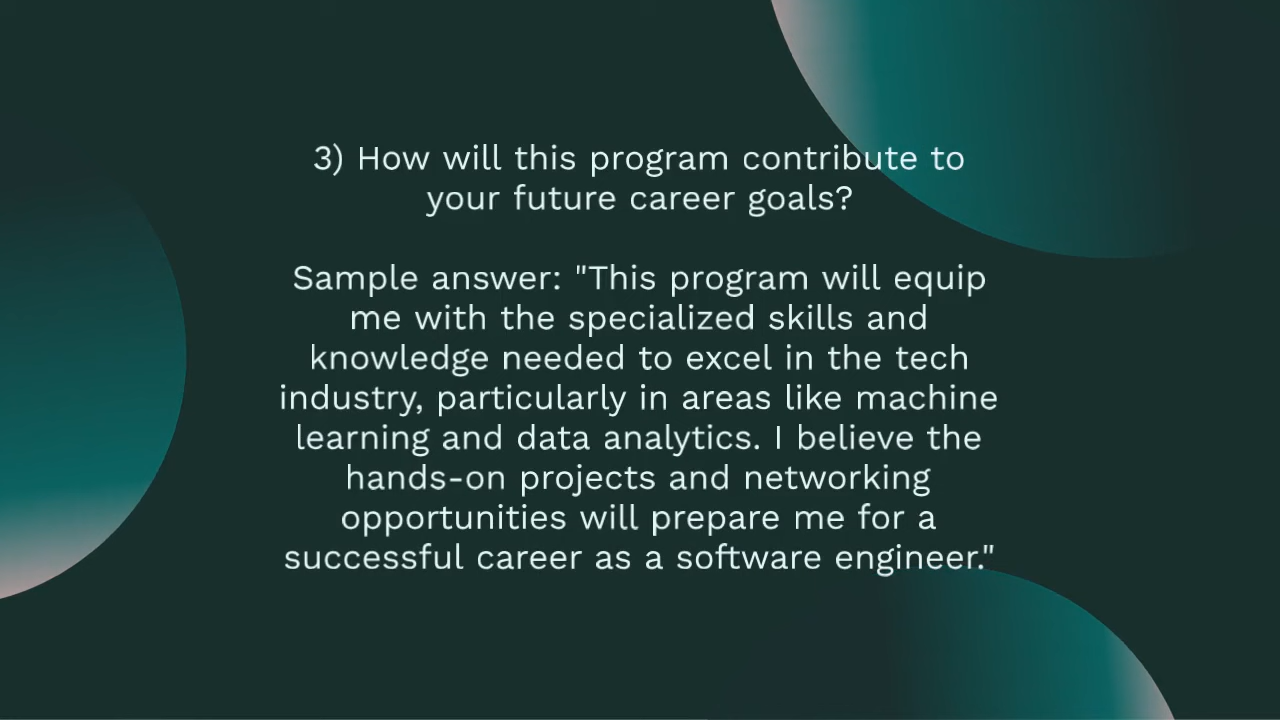 3) How will this program contribute to
your future career goals?
Sample answer: "This program will equip
me with the specialized skills and
knowledge needed to excel in the tech
industry, particularly in areas like machine
learning and data analytics. I believe the
hands-on projects and networking
opportunities will prepare me for a
successful career as a software engineer."